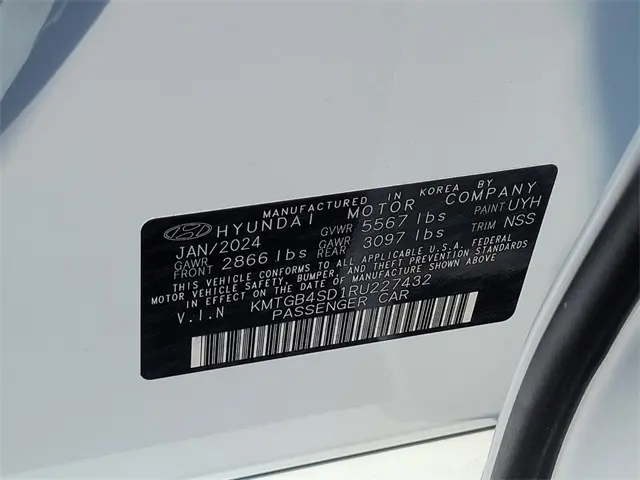 MANUFACTURED IN KOREA BY
HYUNDAI MOTOR COMPANY
JAN/2024 GVWR 5567 lbs PAINT UYH
GAWR FRONT 2866 lbs GAWR REAR 3097 lbs TRIM NSS
THIS VEHICLE CONFORMS TO ALL APPLICABLE U.S.A. FEDERAL
MOTOR VEHICLE SAFETY, BUMPER, AND THEFT PREVENTION STANDARDS
IN EFFECT ON THE DATE OF MANUFACTURE SHOWN ABOVE.
V.I.N KMTGB4SD1RU227432
PASSENGER CAR